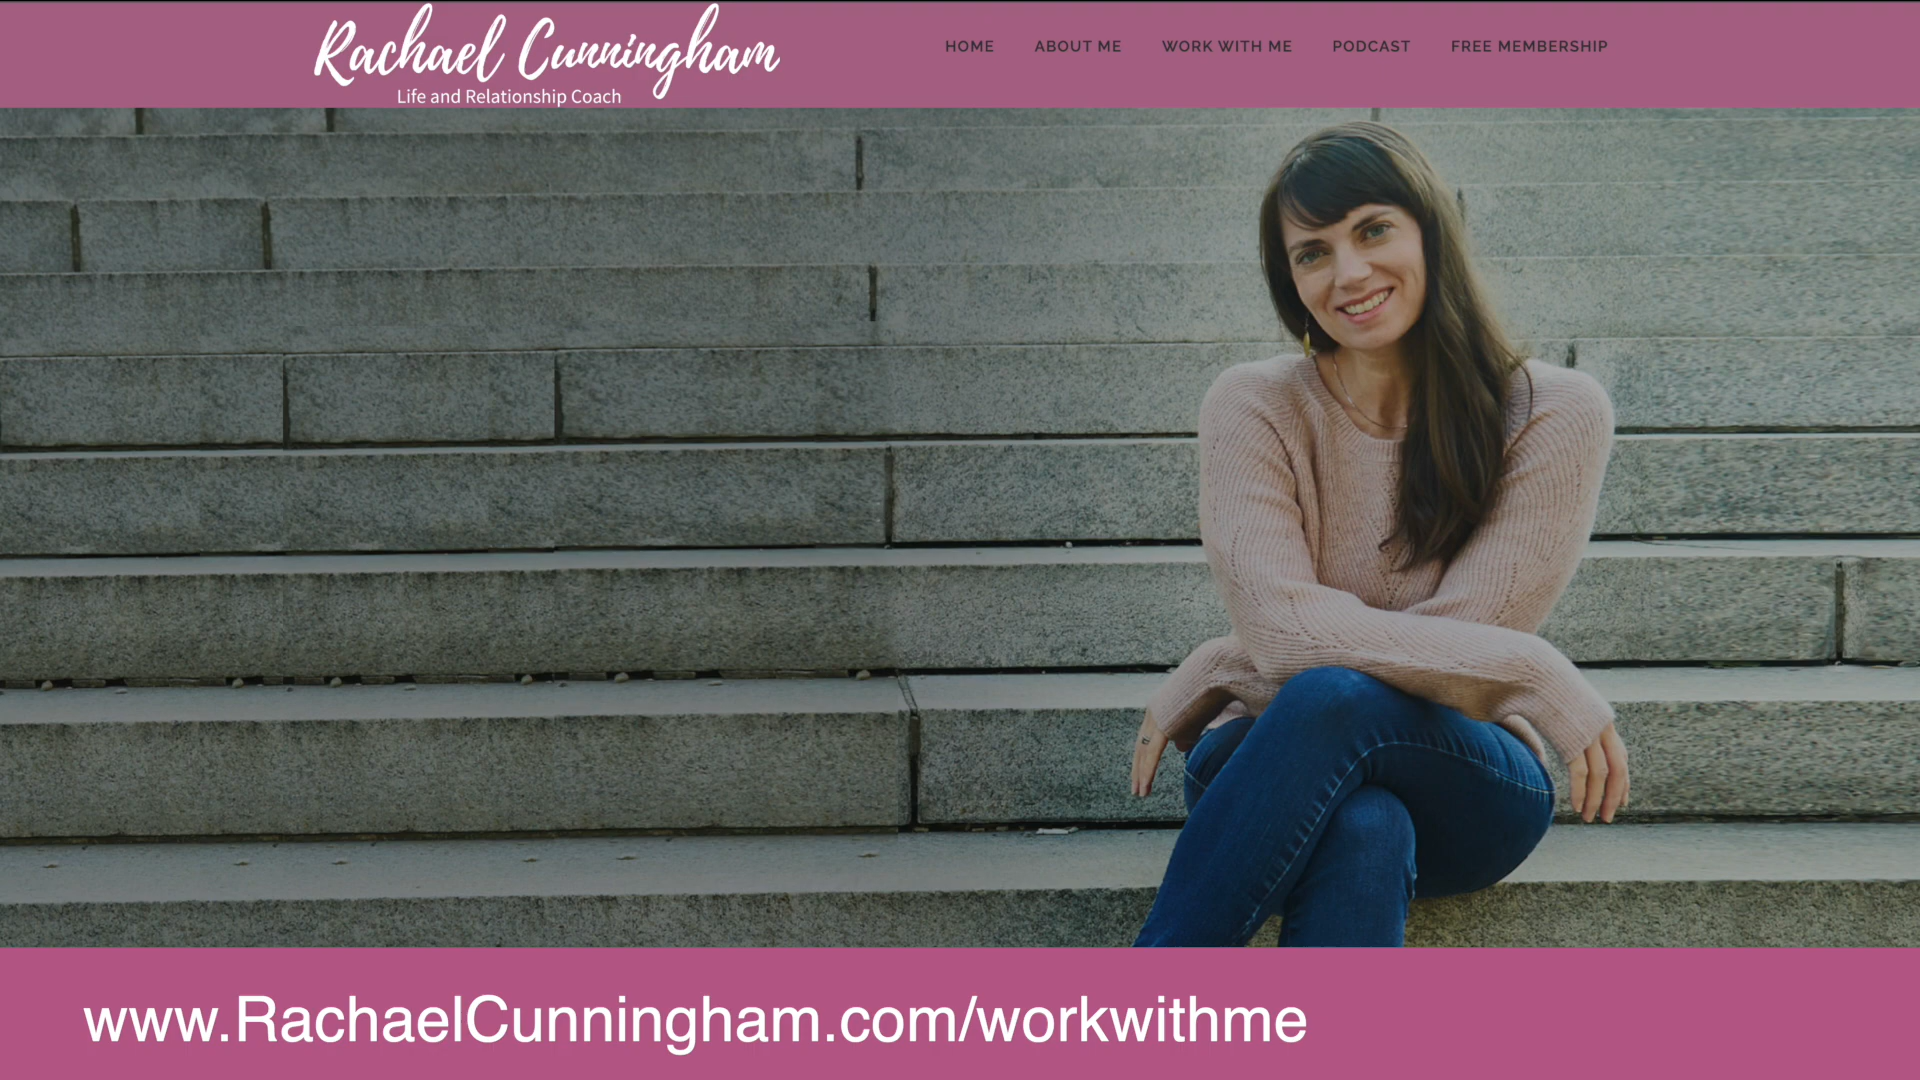 Rachael Cunningham
Life and Relationship Coach
HOME ABOUT ME WORK WITH ME PODCAST FREE MEMBERSHIP
www.RachaelCunningham.com/workwithme